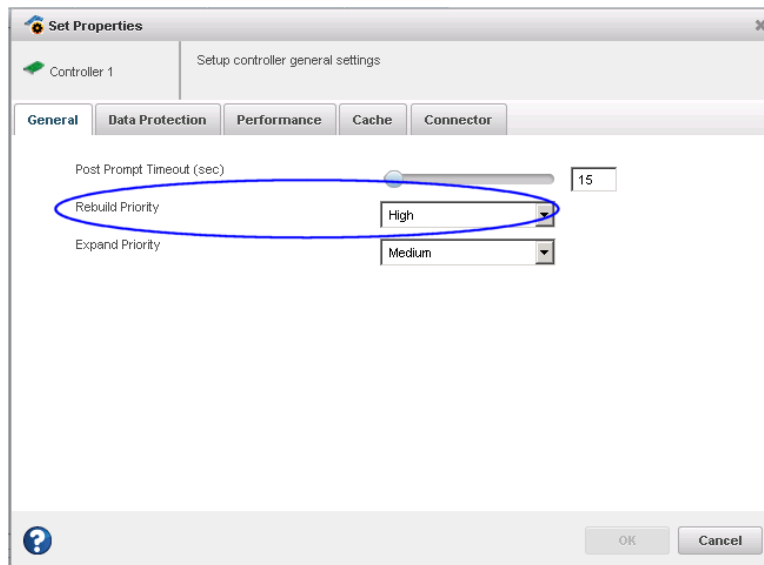 Set Properties
Controller 1
Setup controller general settings
General Data Protection Performance Cache Connector
Post Prompt Timeout (sec) 15
Rebuild Priority High
Expand Priority Medium
?
OK Cancel